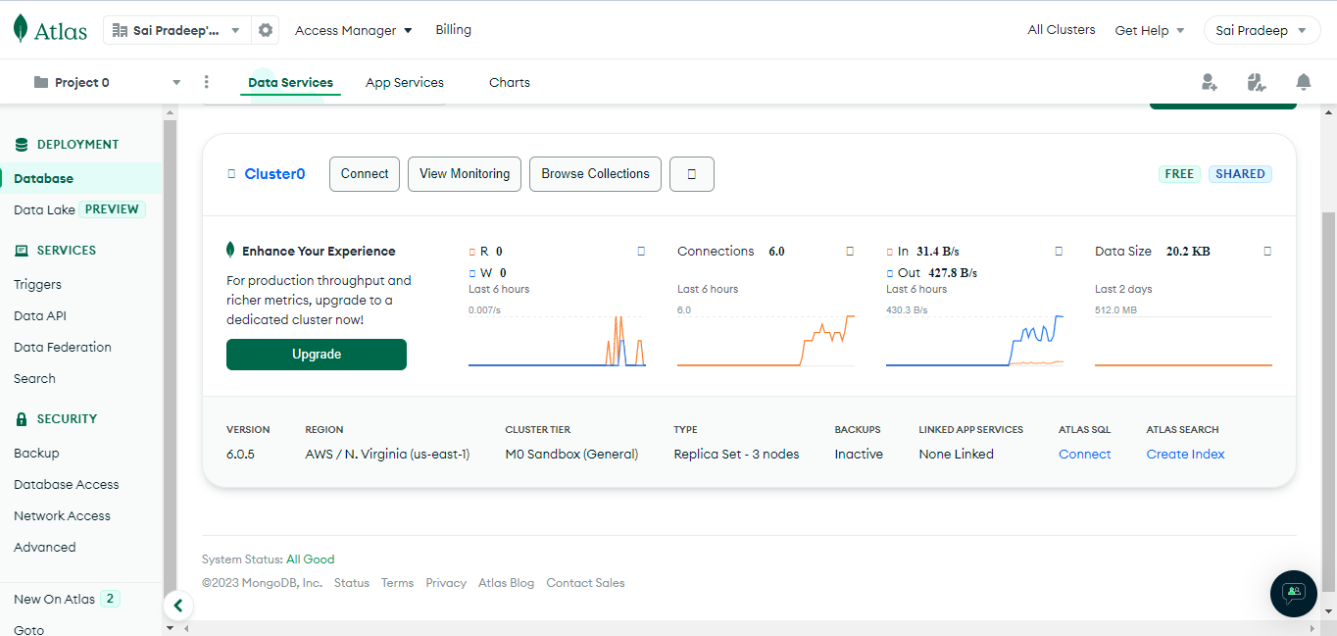 Atlas
Sai Pradeep'...
Access Manager
Billing
All Clusters
Get Help
Sai Pradeep
Project 0
Data Services
App Services
Charts
DEPLOYMENT
Database
Data Lake PREVIEW
SERVICES
Triggers
Data API
Data Federation
Search
SECURITY
Backup
Database Access
Network Access
Advanced
New On Atlas 2
Goto
Cluster0
Connect
View Monitoring
Browse Collections
FREE
SHARED
Enhance Your Experience
For production throughput and
richer metrics, upgrade to a
dedicated cluster now!
Upgrade
R 0
W 0
Last 6 hours
0.007/s
Connections 6.0
Last 6 hours
6.0
In 31.4 B/s
Out 427.8 B/s
Last 6 hours
430.3 B/s
Data Size 20.2 KB
Last 2 days
512.0 MB
VERSION
6.0.5
REGION
AWS / N. Virginia (us-east-1)
CLUSTER TIER
M0 Sandbox (General)
TYPE
Replica Set - 3 nodes
BACKUPS
Inactive
LINKED APP SERVICES
None Linked
ATLAS SQL
Connect
ATLAS SEARCH
Create Index
System Status: All Good
©2023 MongoDB, Inc. Status Terms Privacy Atlas Blog Contact Sales